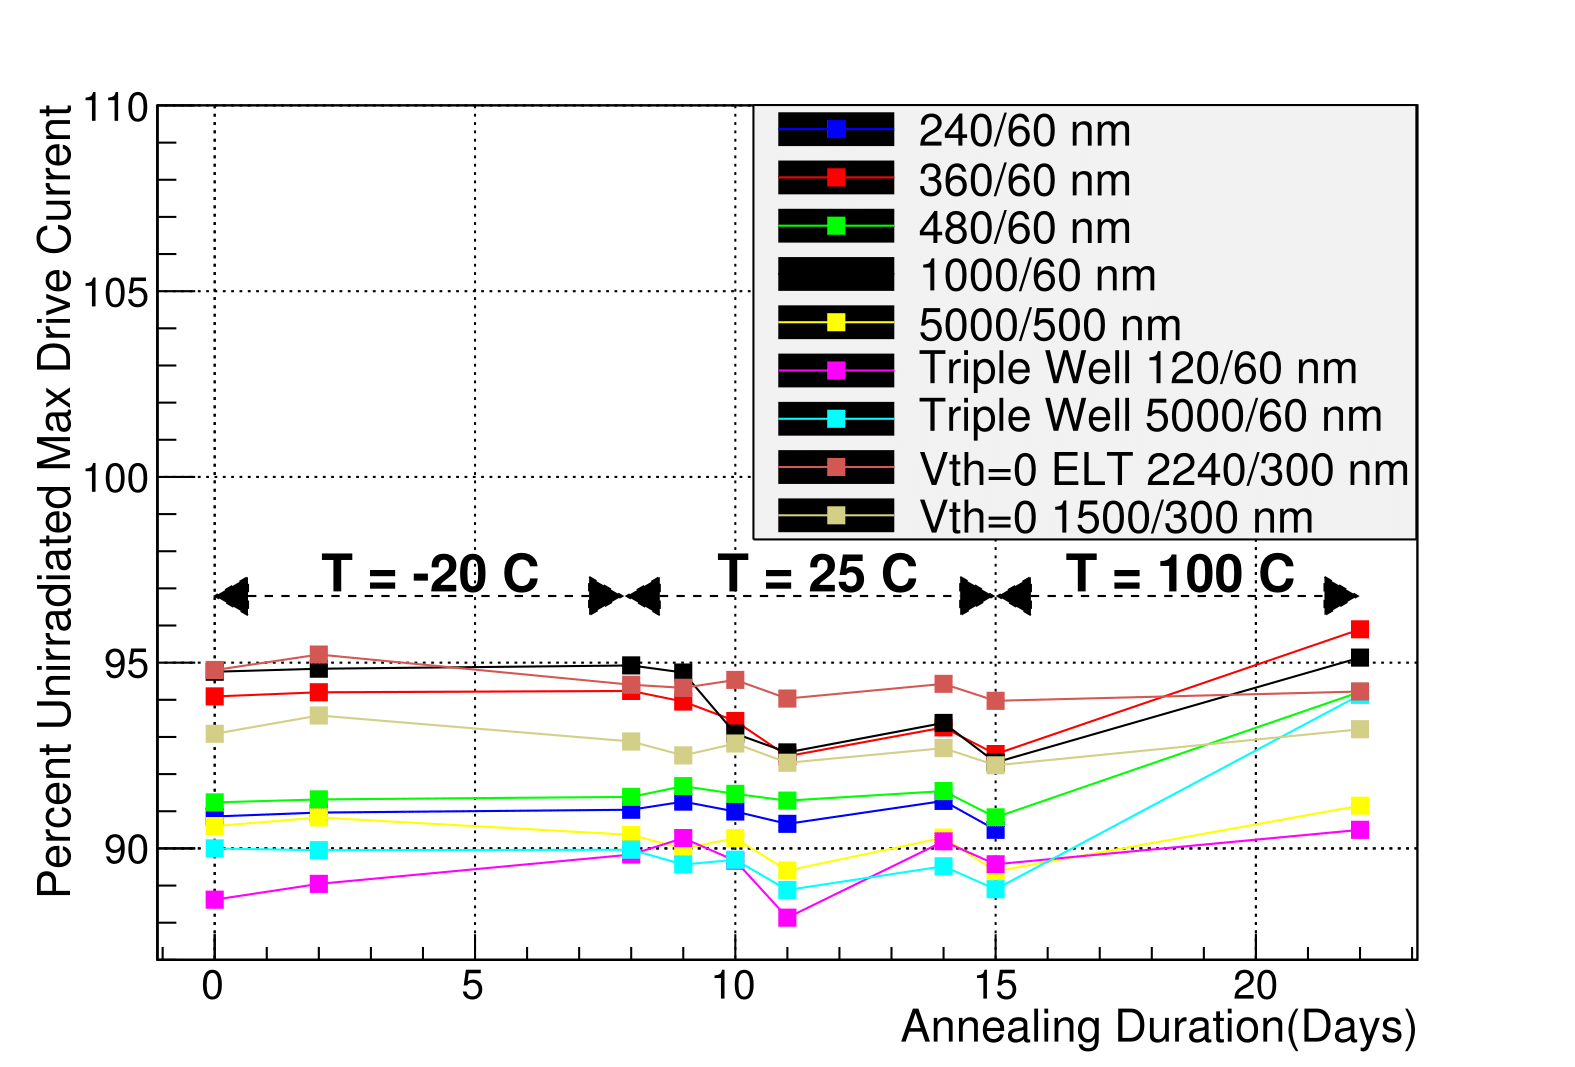 Percent Unirradiated Max Drive Current
110
105
100
95
90
240/60 nm
360/60 nm
480/60 nm
1000/60 nm
5000/500 nm
Triple Well 120/60 nm
Triple Well 5000/60 nm
Vth=0 ELT 2240/300 nm
Vth=0 1500/300 nm
T = -20 C
T = 25 C
T = 100 C
0
5
10
15
20
Annealing Duration(Days)